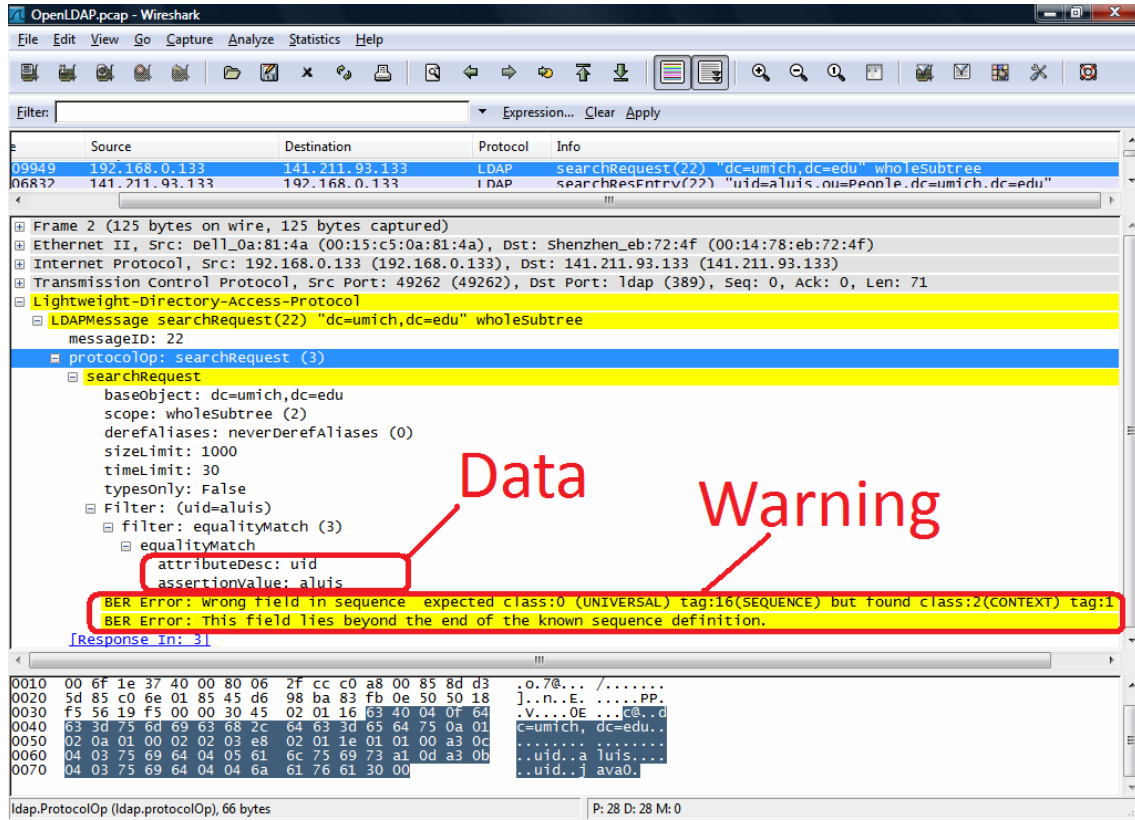 OpenLDAP.pcap - Wireshark
File Edit View Go Capture Analyze Statistics Help
Filter: Expression... Clear Apply
e Source Destination Protocol Info
09949 192.168.0.133 141.211.93.133 LDAP searchRequest(22) "dc=umich,dc=edu" wholeSubtree
06832 141.211.93.133 192.168.0.133 LDAP searchResEntry(22) "uid=aluis,ou=People,dc=umich,dc=edu"
Frame 2 (125 bytes on wire, 125 bytes captured)
Ethernet II, Src: Dell_0a:81:4a (00:15:c5:0a:81:4a), Dst: Shenzhen_eb:72:4f (00:14:78:eb:72:4f)
Internet Protocol, Src: 192.168.0.133 (192.168.0.133), Dst: 141.211.93.133 (141.211.93.133)
Transmission Control Protocol, Src Port: 49262 (49262), Dst Port: ldap (389), Seq: 0, Ack: 0, Len: 71
Lightweight-Directory-Access-Protocol
LDAPMessage searchRequest(22) "dc=umich,dc=edu" wholeSubtree
messageID: 22
protocolOp: searchRequest (3)
searchRequest
baseObject: dc=umich,dc=edu
scope: wholeSubtree (2)
derefAliases: neverDerefAliases (0)
sizeLimit: 1000
timeLimit: 30
typesOnly: False
Filter: (uid=aluis)
filter: equalityMatch (3)
equalityMatch
attributeDesc: uid
assertionValue: aluis
Data
Warning
BER Error: Wrong field in sequence expected class:0 (UNIVERSAL) tag:16(SEQUENCE) but found class:2(CONTEXT) tag:1
BER Error: This field lies beyond the end of the known sequence definition.
[Response In: 3]
0010 00 6f 1e 37 40 00 80 06 2f cc c0 a8 00 85 8d d3 .o.7@... /.......
0020 5d 85 c0 6e 01 85 45 d6 98 ba 83 fb 0e 50 50 18 ]..n..E. .....PP.
0030 f5 56 19 f5 00 00 30 45 02 01 16 63 40 04 0f 64 .V....0E ...c@..d
0040 63 3d 75 6d 69 63 68 2c 64 63 3d 65 64 75 0a 01 c=umich, dc=edu..
0050 02 0a 01 00 02 02 03 e8 02 01 1e 01 01 00 a3 0c ........ ........
0060 04 03 75 69 64 04 05 61 6c 75 69 73 a1 0d a3 0b ..uid..a luis....
0070 04 03 75 69 64 04 04 6a 61 76 61 30 00 ..uid..j ava0.
ldap.ProtocolOp (ldap.protocolOp), 66 bytes P: 28 D: 28 M: 0